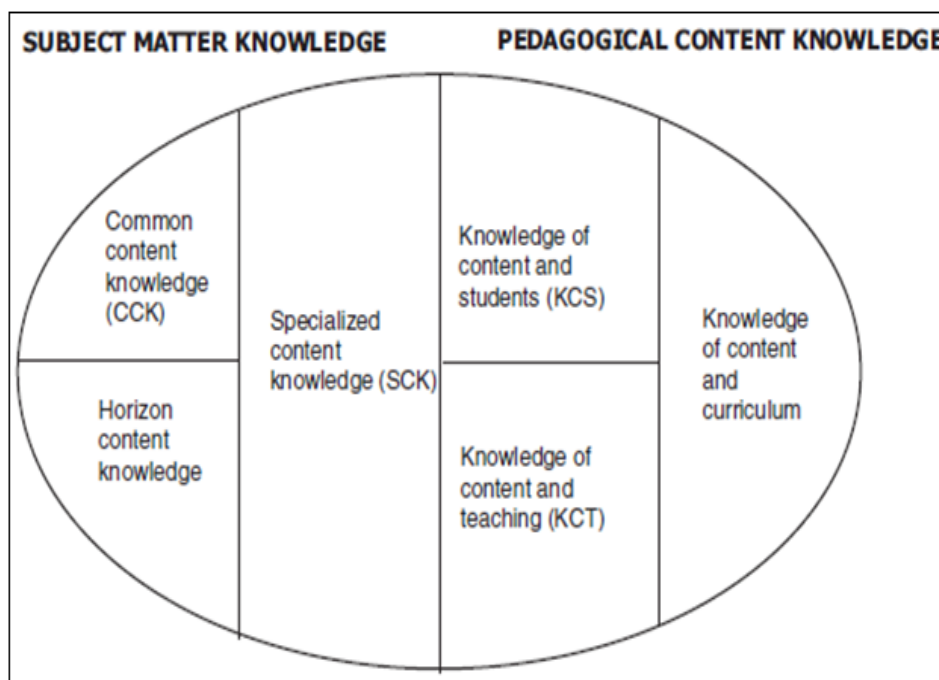 SUBJECT MATTER KNOWLEDGE
PEDAGOGICAL CONTENT KNOWLEDGE
Common
content
knowledge
(CCK)
Horizon
content
knowledge
Specialized
content
knowledge (SCK)
Knowledge of
content and
students (KCS)
Knowledge of
content and
teaching (KCT)
Knowledge
of content
and
curriculum